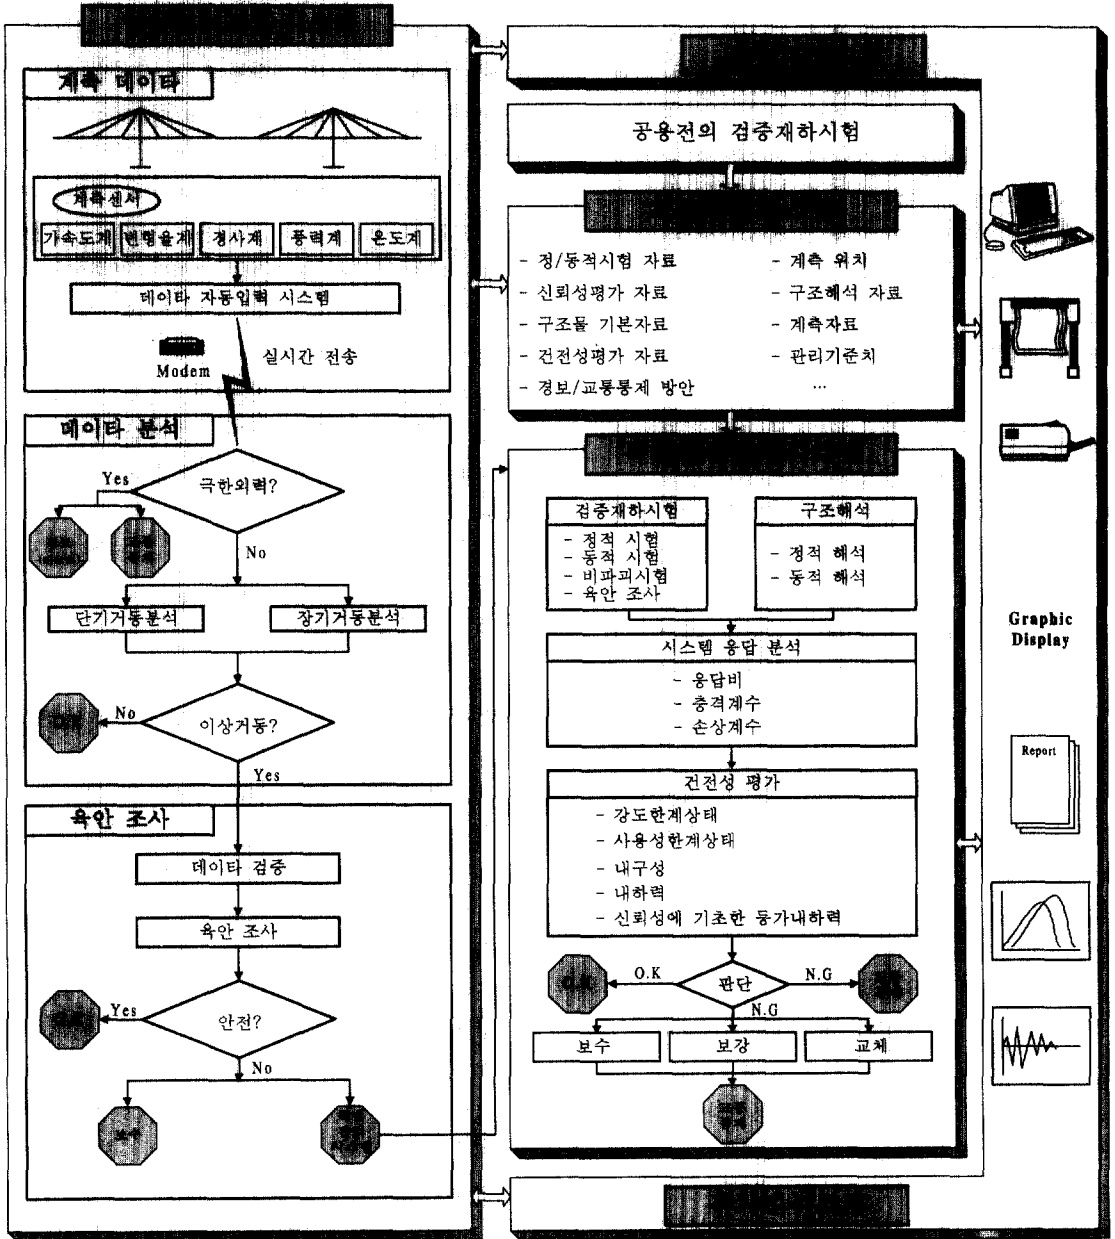 계측 데이타
계측센서
가속도계 변형율계 경사계 풍력계 온도계
데이타 자동입력 시스템
Modem
실시간 전송
데이타 분석
극한외력?
Yes
No
단기거동분석 장기거동분석
이상거동?
No
Yes
육안 조사
데이타 검증
육안 조사
안전?
Yes
No
보수
공용전의 검증재하시험
- 정/동적시험 자료
- 신뢰성평가 자료
- 구조물 기본자료
- 건전성평가 자료
- 경보/교통통제 방안
- 계측 위치
- 구조해석 자료
- 계측자료
- 관리기준치
...
검증재하시험
- 정적 시험
- 동적 시험
- 비파괴시험
- 육안 조사
구조해석
- 정적 해석
- 동적 해석
시스템 응답 분석
- 응답비
- 충격계수
- 손상계수
건전성 평가
- 강도한계상태
- 사용성한계상태
- 내구성
- 내하력
- 신뢰성에 기초한 등가내하력
판단
O.K
N.G
O.K
N.G
보수 보강 교체
Graphic
Display
Report